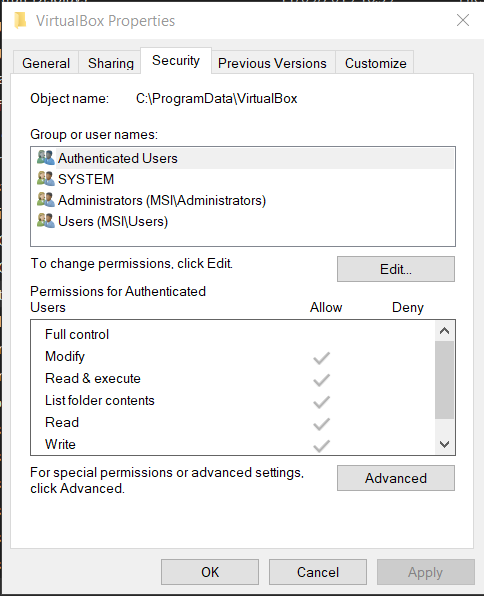 VirtualBox Properties
General Sharing Security Previous Versions Customize
Object name: C:\ProgramData\VirtualBox
Group or user names:
Authenticated Users
SYSTEM
Administrators (MSI\Administrators)
Users (MSI\Users)
To change permissions, click Edit. Edit...
Permissions for Authenticated
Users Allow Deny
Full control
Modify
Read & execute
List folder contents
Read
Write
For special permissions or advanced settings,
click Advanced. Advanced
OK Cancel Apply